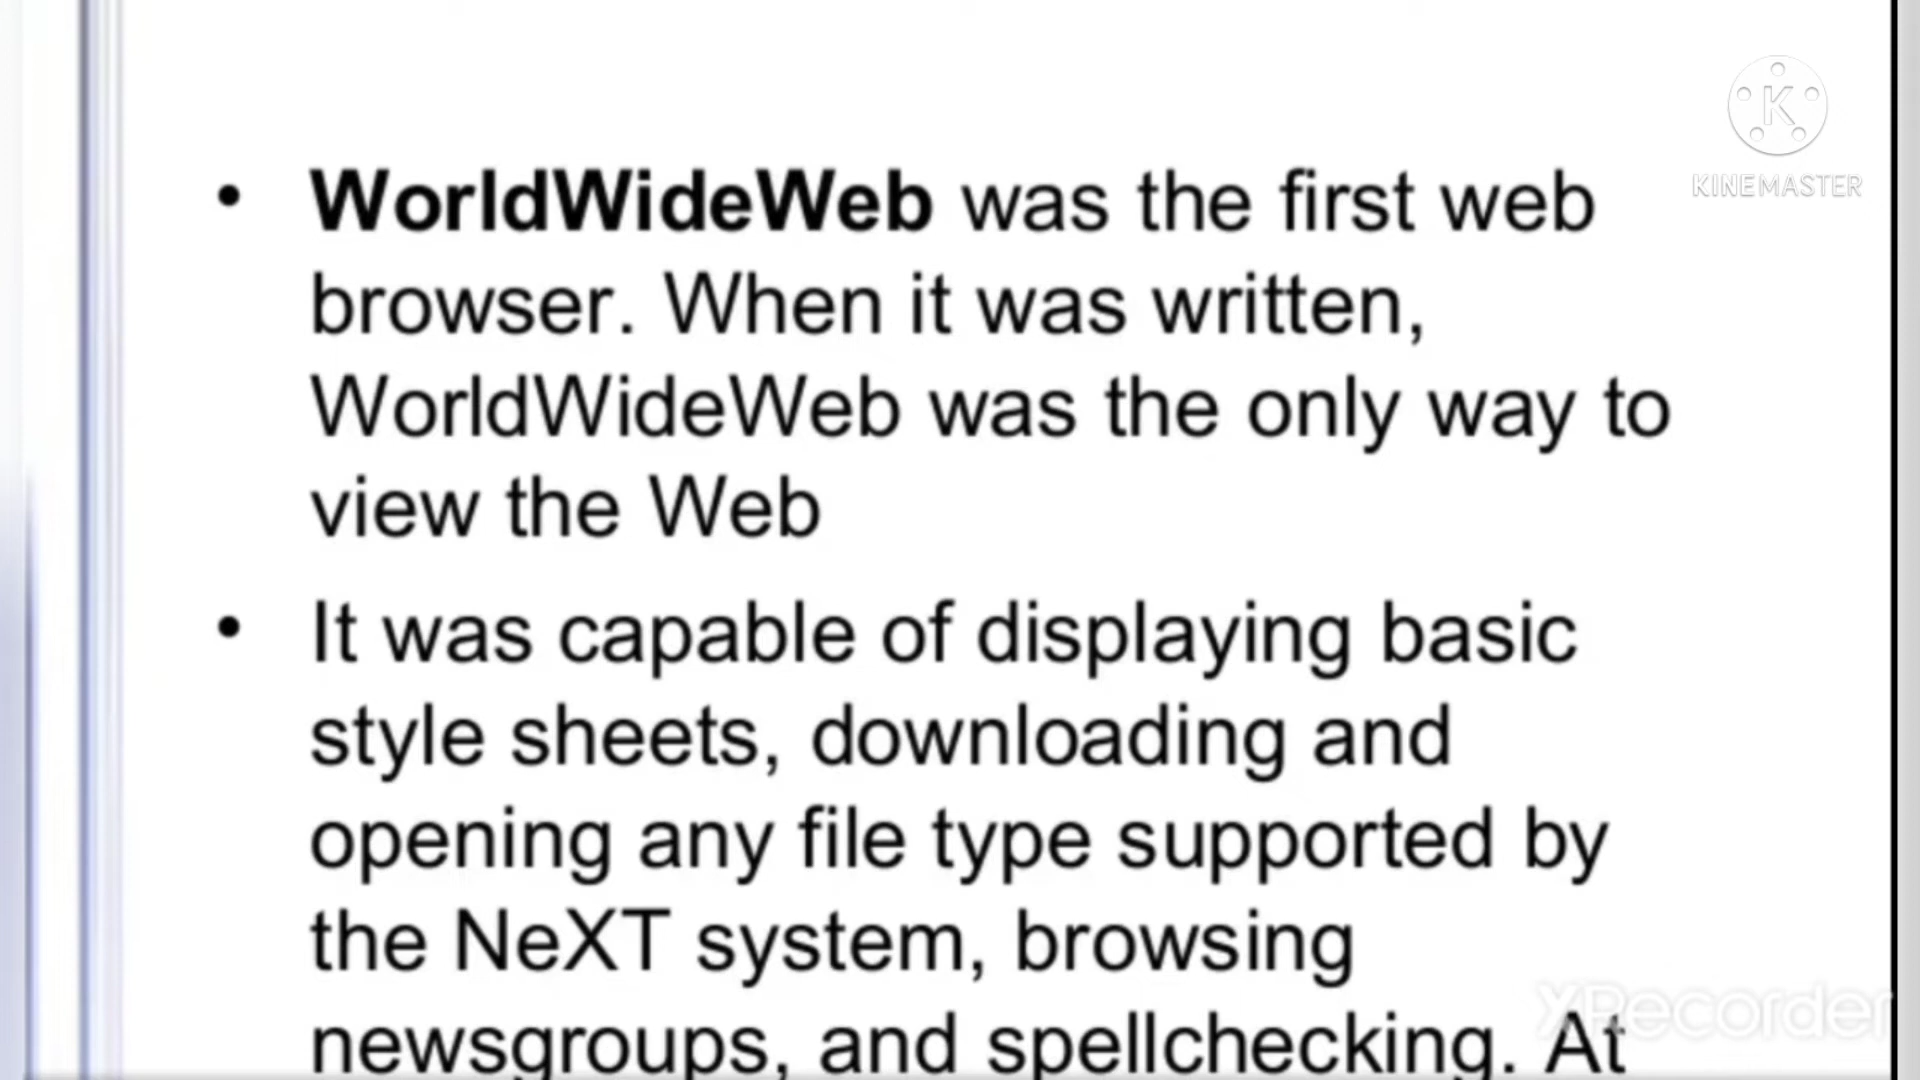 K
KINEMASTER
• WorldWideWeb was the first web
browser. When it was written,
WorldWideWeb was the only way to
view the Web
• It was capable of displaying basic
style sheets, downloading and
opening any file type supported by
the NeXT system, browsing
newsgroups, and spellchecking. At
XRecorder